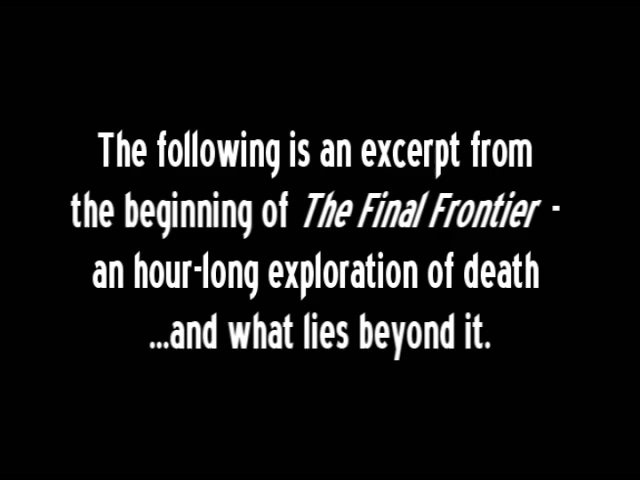 The following is an excerpt from
the beginning of The Final Frontier -
an hour-long exploration of death
...and what lies beyond it.